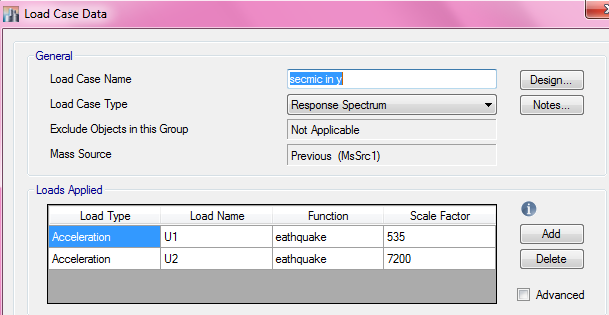 Load Case Data
General
Load Case Name secmic in y Design...
Load Case Type Response Spectrum Notes...
Exclude Objects in this Group Not Applicable
Mass Source Previous (MsSrc1)
Loads Applied
Load Type Load Name Function Scale Factor
Acceleration U1 eathquake 535 Add
Acceleration U2 eathquake 7200 Delete
Advanced